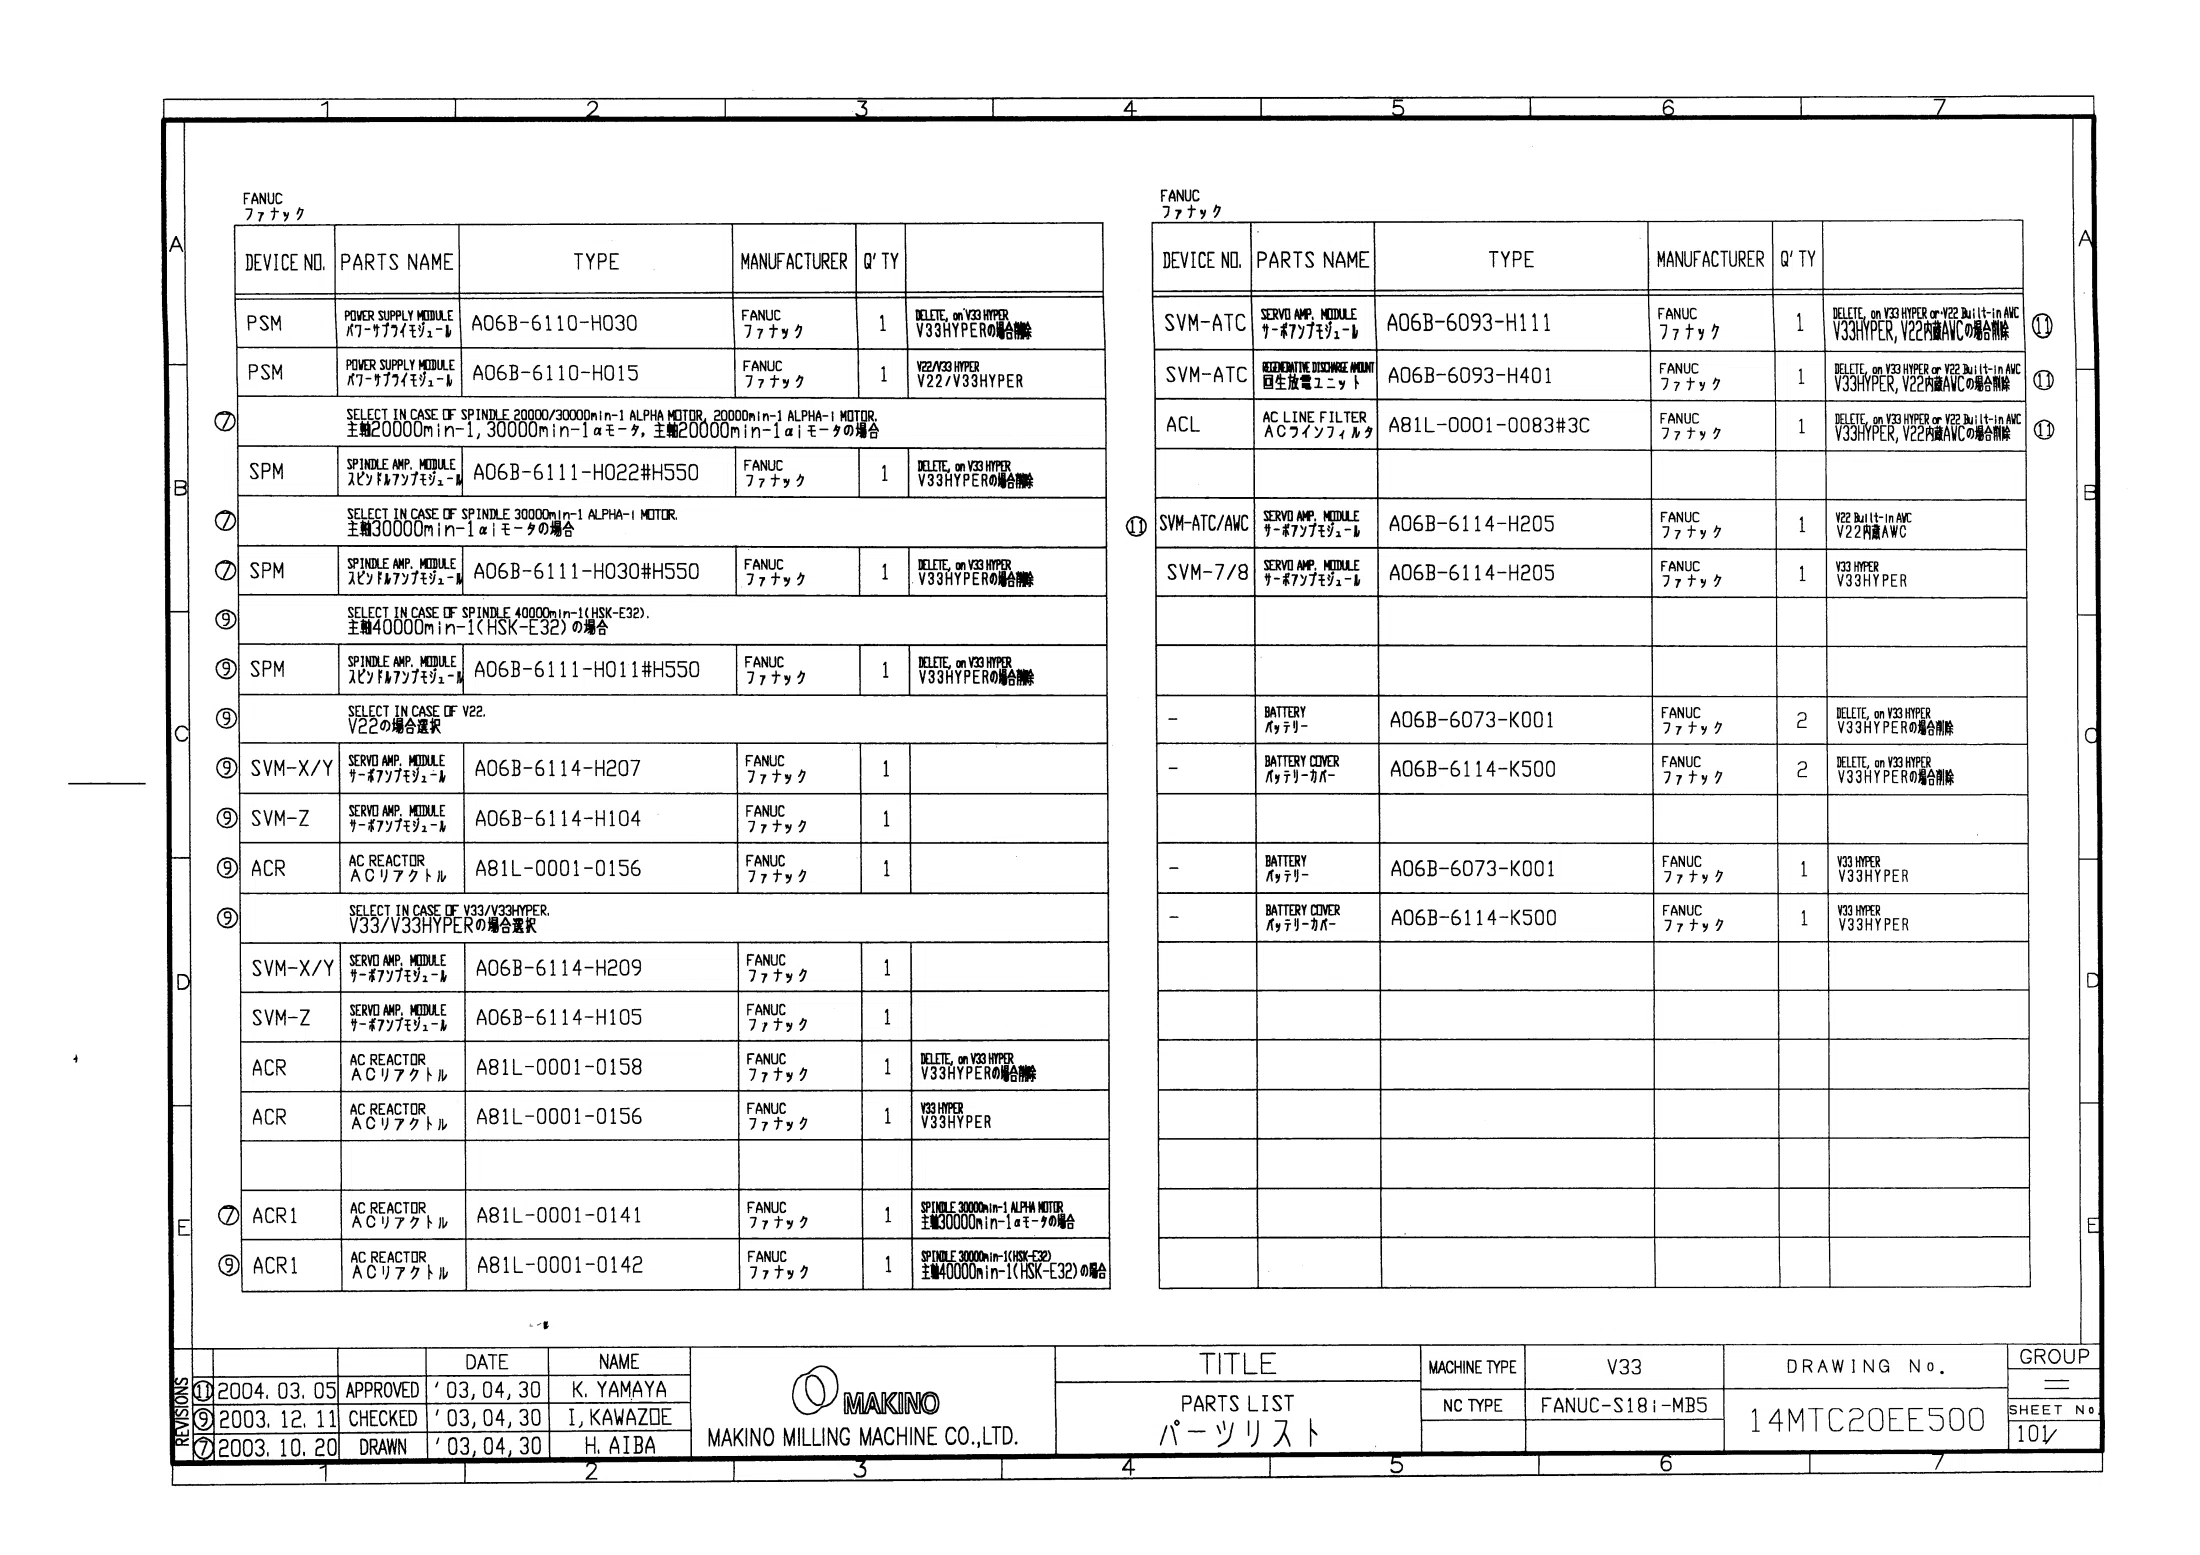 1 2 3 4 5 6 7
FANUC
ファナック
DEVICE NO. PARTS NAME TYPE MANUFACTURER Q'TY
PSM POWER SUPPLY MODULE A06B-6110-H030 FANUC 1 DELETE, on V33 HYPER
パワーサプライモジュール ファナック V33HYPERの場合削除
PSM POWER SUPPLY MODULE A06B-6110-H015 FANUC 1 V22/V33 HYPER
パワーサプライモジュール ファナック V22/V33HYPER
⑦ SELECT IN CASE OF SPINDLE 20000/30000min-1 ALPHA MOTOR, 20000min-1 ALPHA-i MOTOR.
主軸20000min-1, 30000min-1αモータ, 主軸20000min-1αiモータの場合
SPM SPINDLE AMP. MODULE A06B-6111-H022#H550 FANUC 1 DELETE, on V33 HYPER
スピンドルアンプモジュール ファナック V33HYPERの場合削除
⑦ SELECT IN CASE OF SPINDLE 30000min-1 ALPHA-i MOTOR.
主軸30000min-1αiモータの場合
⑦ SPM SPINDLE AMP. MODULE A06B-6111-H030#H550 FANUC 1 DELETE, on V33 HYPER
スピンドルアンプモジュール ファナック V33HYPERの場合削除
⑨ SELECT IN CASE OF SPINDLE 40000min-1(HSK-E32).
主軸40000min-1(HSK-E32)の場合
⑨ SPM SPINDLE AMP. MODULE A06B-6111-H011#H550 FANUC 1 DELETE, on V33 HYPER
スピンドルアンプモジュール ファナック V33HYPERの場合削除
⑨ SELECT IN CASE OF V22.
V22の場合選択
⑨ SVM-X/Y SERVO AMP. MODULE A06B-6114-H207 FANUC 1
サーボアンプモジュール ファナック
⑨ SVM-Z SERVO AMP. MODULE A06B-6114-H104 FANUC 1
サーボアンプモジュール ファナック
⑨ ACR AC REACTOR A81L-0001-0156 FANUC 1
ACリアクトル ファナック
⑨ SELECT IN CASE OF V33/V33HYPER.
V33/V33HYPERの場合選択
SVM-X/Y SERVO AMP. MODULE A06B-6114-H209 FANUC 1
サーボアンプモジュール ファナック
SVM-Z SERVO AMP. MODULE A06B-6114-H105 FANUC 1
サーボアンプモジュール ファナック
ACR AC REACTOR A81L-0001-0158 FANUC 1 DELETE, on V33 HYPER
ACリアクトル ファナック V33HYPERの場合削除
ACR AC REACTOR A81L-0001-0156 FANUC 1 V33 HYPER
ACリアクトル ファナック V33HYPER
⑦ ACR1 AC REACTOR A81L-0001-0141 FANUC 1 SPINDLE 30000min-1 ALPHA MOTOR
ACリアクトル ファナック 主軸30000min-1αモータの場合
⑨ ACR1 AC REACTOR A81L-0001-0142 FANUC 1 SPINDLE 30000min-1(HSK-E32)
ACリアクトル ファナック 主軸40000min-1(HSK-E32)の場合
FANUC
ファナック
DEVICE NO. PARTS NAME TYPE MANUFACTURER Q'TY
SVM-ATC SERVO AMP. MODULE A06B-6093-H111 FANUC 1 DELETE, on V33 HYPER or V22 Built-in AWC ⑪
サーボアンプモジュール ファナック V33HYPER, V22内蔵AWCの場合削除
SVM-ATC REGENERATIVE DISCHARGE AMOUNT A06B-6093-H401 FANUC 1 DELETE, on V33 HYPER or V22 Built-in AWC ⑪
回生放電ユニット ファナック V33HYPER, V22内蔵AWCの場合削除
ACL AC LINE FILTER A81L-0001-0083#3C FANUC 1 DELETE, on V33 HYPER or V22 Built-in AWC ⑪
ACラインフィルタ ファナック V33HYPER, V22内蔵AWCの場合削除
⑪ SVM-ATC/AWC SERVO AMP. MODULE A06B-6114-H205 FANUC 1 V22 Built-in AWC
サーボアンプモジュール ファナック V22内蔵AWC
SVM-7/8 SERVO AMP. MODULE A06B-6114-H205 FANUC 1 V33 HYPER
サーボアンプモジュール ファナック V33HYPER
- BATTERY A06B-6073-K001 FANUC 2 DELETE, on V33 HYPER
バッテリー ファナック V33HYPERの場合削除
- BATTERY COVER A06B-6114-K500 FANUC 2 DELETE, on V33 HYPER
バッテリーカバー ファナック V33HYPERの場合削除
- BATTERY A06B-6073-K001 FANUC 1 V33 HYPER
バッテリー ファナック V33HYPER
- BATTERY COVER A06B-6114-K500 FANUC 1 V33 HYPER
バッテリーカバー ファナック V33HYPER
A A
B B
C C
D D
E E
REVISIONS
DATE NAME
⑪ 2004. 03. 05 APPROVED '03, 04, 30 K. YAMAYA
⑨ 2003. 12. 11 CHECKED '03, 04, 30 I, KAWAZOE
⑦ 2003. 10. 20 DRAWN '03, 04, 30 H. AIBA
MAKINO
MAKINO MILLING MACHINE CO.,LTD.
TITLE
PARTS LIST
パーツリスト
MACHINE TYPE V33
NC TYPE FANUC-S18i-MB5
DRAWING No.
14MTC20EE500
GROUP
SHEET No.
101/
1 2 3 4 5 6 7